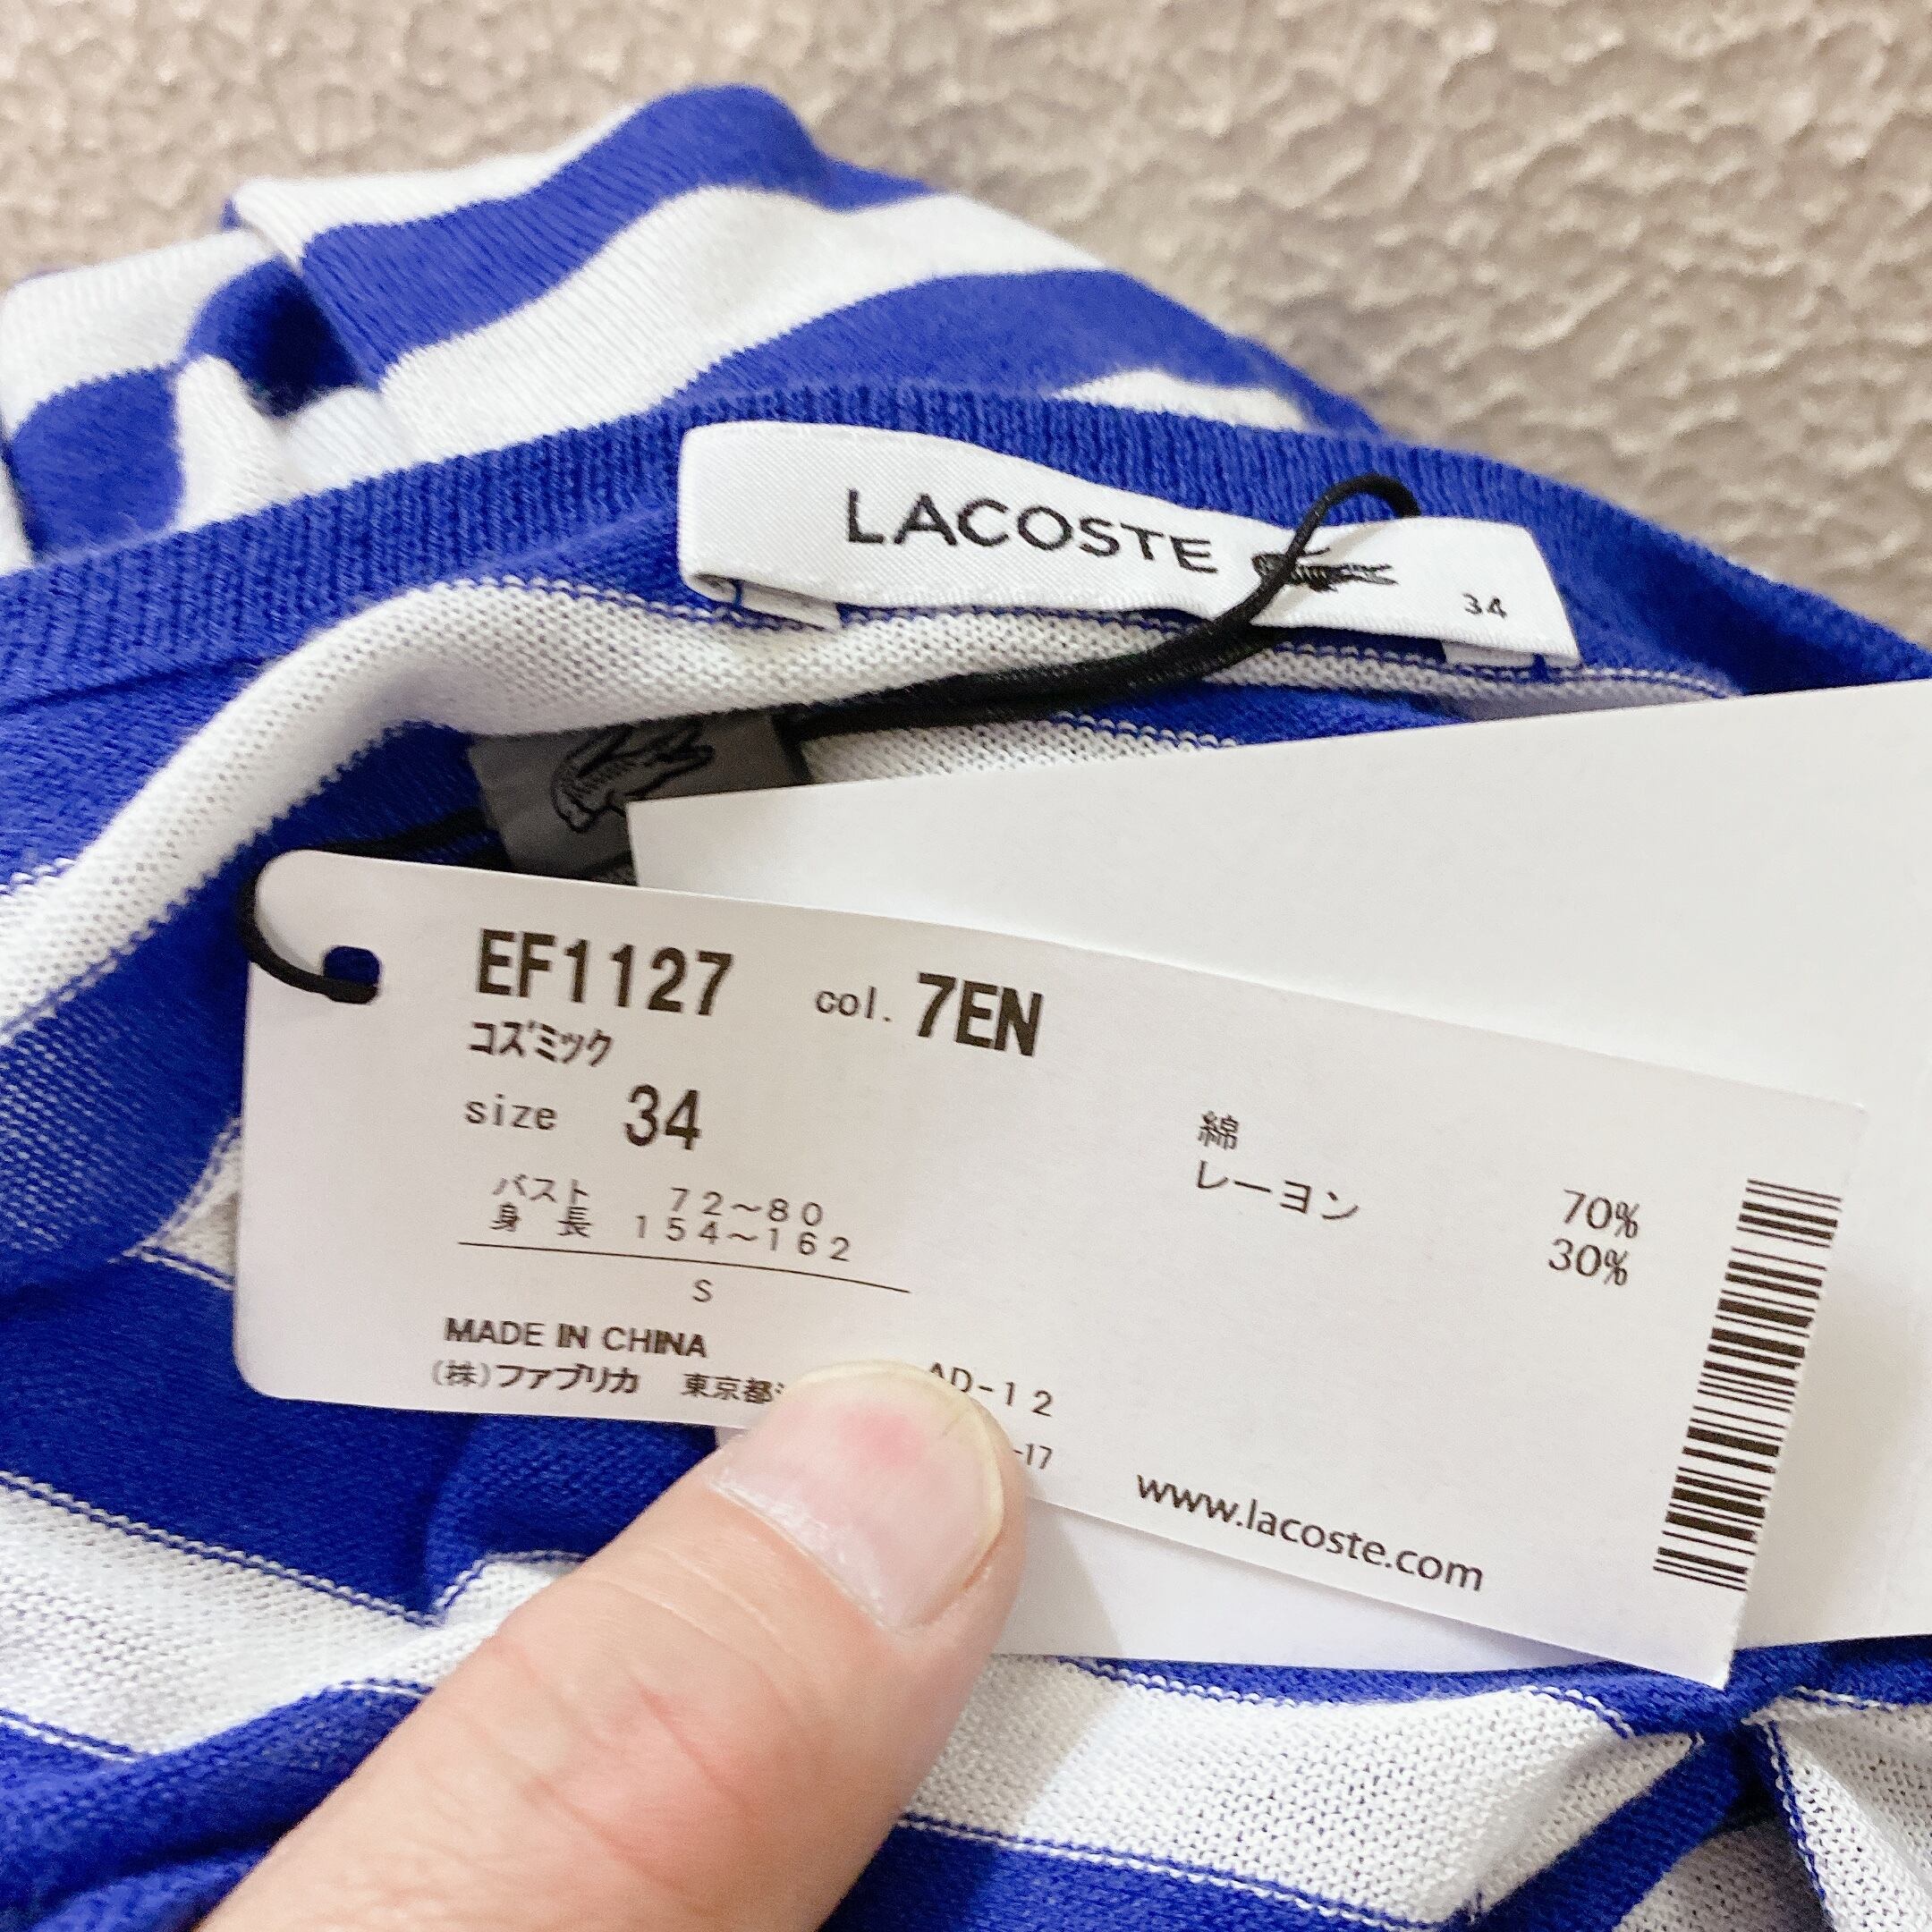 LACOSTE
34
EF1127 col. 7EN
コズミック
size 34
バスト 72~80
身長 154~162
S
綿 70%
レーヨン 30%
MADE IN CHINA
(株)ファブリカ 東京都
AD-12
-17
www.lacoste.com